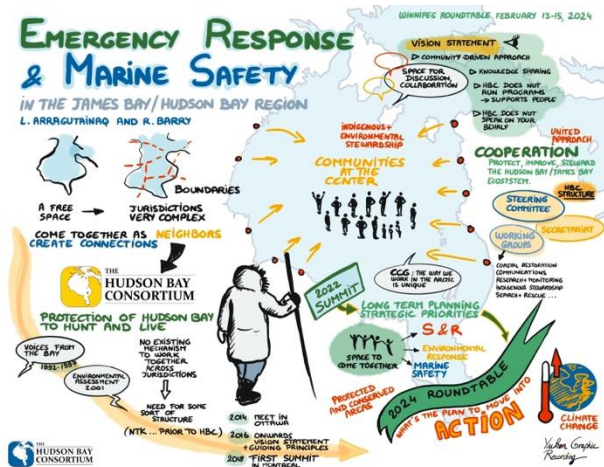 WINNIPEG ROUNDTABLE FEBRUARY 13-15, 2024
EMERGENCY RESPONSE
& MARINE SAFETY
IN THE JAMES BAY/HUDSON BAY REGION
L. ARRAGUTAINAQ AND R. BARRY
BOUNDARIES
A FREE
SPACE
JURISDICTIONS
VERY COMPLEX
COME TOGETHER AS NEIGHBORS
CREATE CONNECTIONS
THE
HUDSON BAY
CONSORTIUM
PROTECTION OF HUDSON BAY
TO HUNT AND LIVE
VOICES FROM
THE BAY
1992-1997
ENVIRONMENTAL
ASSESSMENT
2001
NO EXISTING
MECHANISM
TO WORK
TOGETHER
ACROSS
JURISDICTIONS
NEED FOR SOME
SORT OF
STRUCTURE
(NTK... PRIOR TO HBC)
2014 MEET IN
OTTAWA
2016 ONWARDS
VISION STATEMENT
+ GUIDING PRINCIPLES
2018 FIRST SUMMIT
IN MONTREAL
THE
HUDSON BAY
CONSORTIUM
VISION STATEMENT
SPACE FOR
DISCUSSION,
COLLABORATION
COMMUNITY-DRIVEN APPROACH
KNOWLEDGE SHARING
HBC DOES NOT
RUN PROGRAMS
→ SUPPORTS PEOPLE
HBC DOES NOT
SPEAK ON YOUR
BEHALF
INDIGENOUS +
ENVIRONMENTAL
STEWARDSHIP
COMMUNITIES
AT THE
CENTER
UNITED
APPROACH
COOPERATION
PROTECT, IMPROVE, STEWARD
THE HUDSON BAY/JAMES BAY
ECOSYSTEM.
HBC
STRUCTURE
STEERING
COMMITTEE
SECRETARIAT
WORKING
GROUPS
COASTAL RESTORATION
COMMUNICATIONS
RESEARCH + MONITORING
INDIGENOUS STEWARDSHIP
SEARCH + RESCUE ...
CCG: THE WAY WE
WORK IN THE ARCTIC
IS UNIQUE
2022
SUMMIT
LONG TERM PLANNING
STRATEGIC PRIORITIES
S & R
ENVIRONMENTAL
RESPONSE
MARINE
SAFETY
SPACE TO
COME TOGETHER
PROTECTED
AND CONSERVED
AREAS
2024 ROUNDTABLE
WHAT'S THE PLAN TO MOVE INTO
ACTION
CLIMATE
CHANGE
Yukon Graphic
Recording